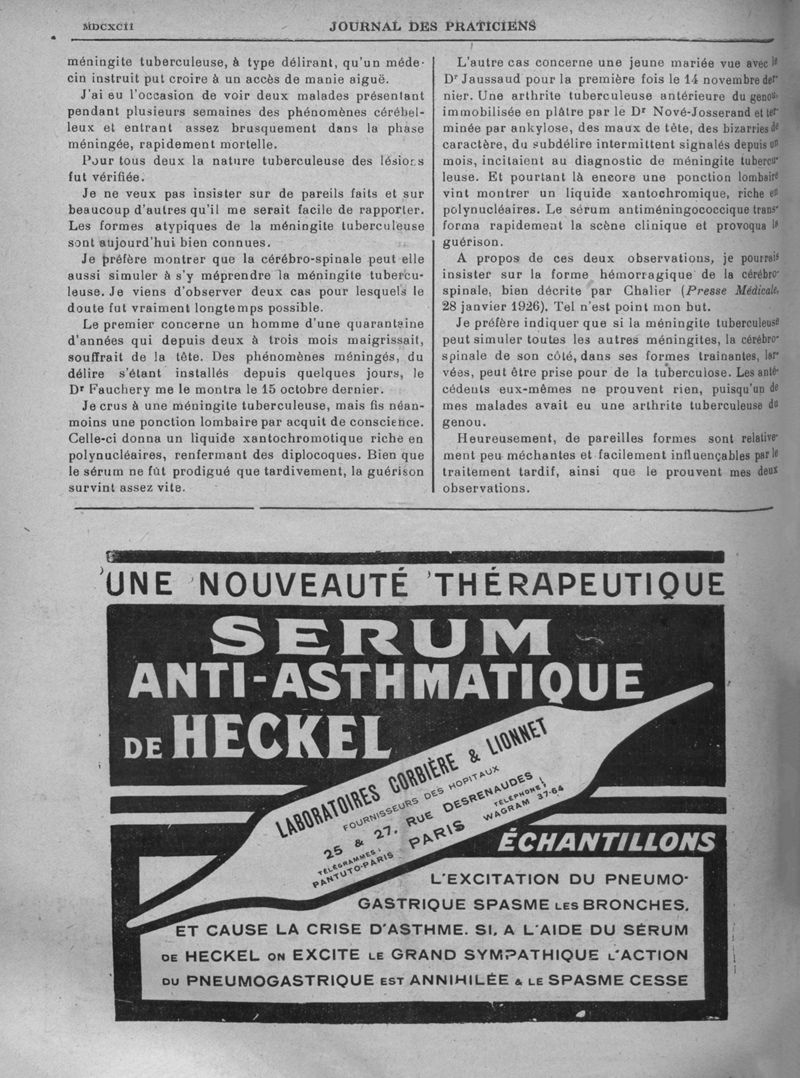 MDCXCII
JOURNAL DES PRATICIENS
méningite tuberculeuse, à type délirant, qu'un méde-
cin instruit put croire à un accès de manie aiguë.
J'ai eu l'occasion de voir deux malades présentant
pendant plusieurs semaines des phénomènes cérébel-
leux et entrant assez brusquement dans la phase
méningée, rapidement mortelle.
Pour tous deux la nature tuberculeuse des lésions
fut vérifiée.
Je ne veux pas insister sur de pareils faits et sur
beaucoup d'autres qu'il me serait facile de rapporter.
Les formes atypiques de la méningite tuberculeuse
sont aujourd'hui bien connues.
Je préfère montrer que la cérébro-spinale peut elle
aussi simuler à s'y méprendre la méningite tubercu-
leuse. Je viens d'observer deux cas pour lesquels le
doute fut vraiment longtemps possible.
Le premier concerne un homme d'une quarantaine
d'années qui depuis deux à trois mois maigrissait,
souffrait de la tête. Des phénomènes méningés, du
délire s'étant installés depuis quelques jours, le
Dr Fauchery me le montra le 15 octobre dernier.
Je crus à une méningite tuberculeuse, mais fis néan-
moins une ponction lombaire par acquit de conscience.
Celle-ci donna un liquide xantochromotique riche en
polynucléaires, renfermant des diplocoques. Bien que
le sérum ne fût prodigué que tardivement, la guérison
survint assez vite.
L'autre cas concerne une jeune mariée vue avec le
Dr Jaussaud pour la première fois le 14 novembre der-
nier. Une arthrite tuberculeuse antérieure du genou,
immobilisée en plâtre par le Dr Nové-Josserand et ter-
minée par ankylose, des maux de tête, des bizarries de
caractère, du subdélire intermittent signalés depuis un
mois, incitaient au diagnostic de méningite tubercu-
leuse. Et pourtant là encore une ponction lombaire
vint montrer un liquide xantochromique, riche en
polynucléaires. Le sérum antiméningococcique trans-
forma rapidement la scène clinique et provoqua la
guérison.
A propos de ces deux observations, je pourrais
insister sur la forme hémorragique de la cérébro-
spinale, bien décrite par Chalier (Presse Médicale,
28 janvier 1926). Tel n'est point mon but.
Je préfère indiquer que si la méningite tuberculeuse
peut simuler toutes les autres méningites, la cérébro-
spinale de son côté, dans ses formes trainantes, lar-
vées, peut être prise pour de la tuberculose. Les anté-
cédents eux-mêmes ne prouvent rien, puisqu'un de
mes malades avait eu une arthrite tuberculeuse du
genou.
Heureusement, de pareilles formes sont relative-
ment peu méchantes et facilement influençables par le
traitement tardif, ainsi que le prouvent mes deux
observations.
UNE NOUVEAUTÉ THÉRAPEUTIQUE
SERUM
ANTI-ASTHMATIQUE
DE HECKEL
LABORATOIRES CORBIÈRE & LIONNET
FOURNISSEURS DES HOPITAUX
25 & 27. RUE DESRENAUDES
TÉLÉGRAMMES:
PANTUTO-PARIS
PARIS
TÉLÉPHONE:
WAGRAM 37-64
ÉCHANTILLONS
L'EXCITATION DU PNEUMO-
GASTRIQUE SPASME LES BRONCHES,
ET CAUSE LA CRISE D'ASTHME. SI, A L'AIDE DU SÉRUM
DE HECKEL ON EXCITE LE GRAND SYMPATHIQUE L'ACTION
DU PNEUMOGASTRIQUE EST ANNIHILÉE & LE SPASME CESSE